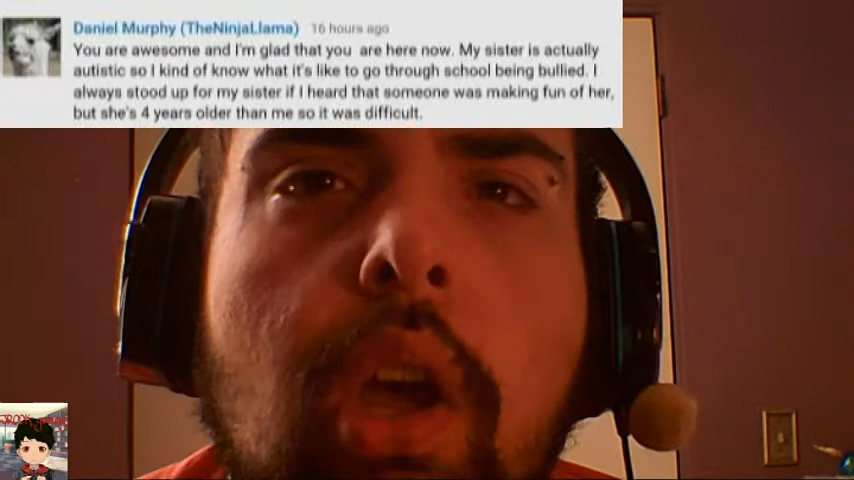 Daniel Murphy (TheNinjaLlama) 16 hours ago
You are awesome and I'm glad that you are here now. My sister is actually
autistic so I kind of know what it's like to go through school being bullied. I
always stood up for my sister if I heard that someone was making fun of her,
but she's 4 years older than me so it was difficult.